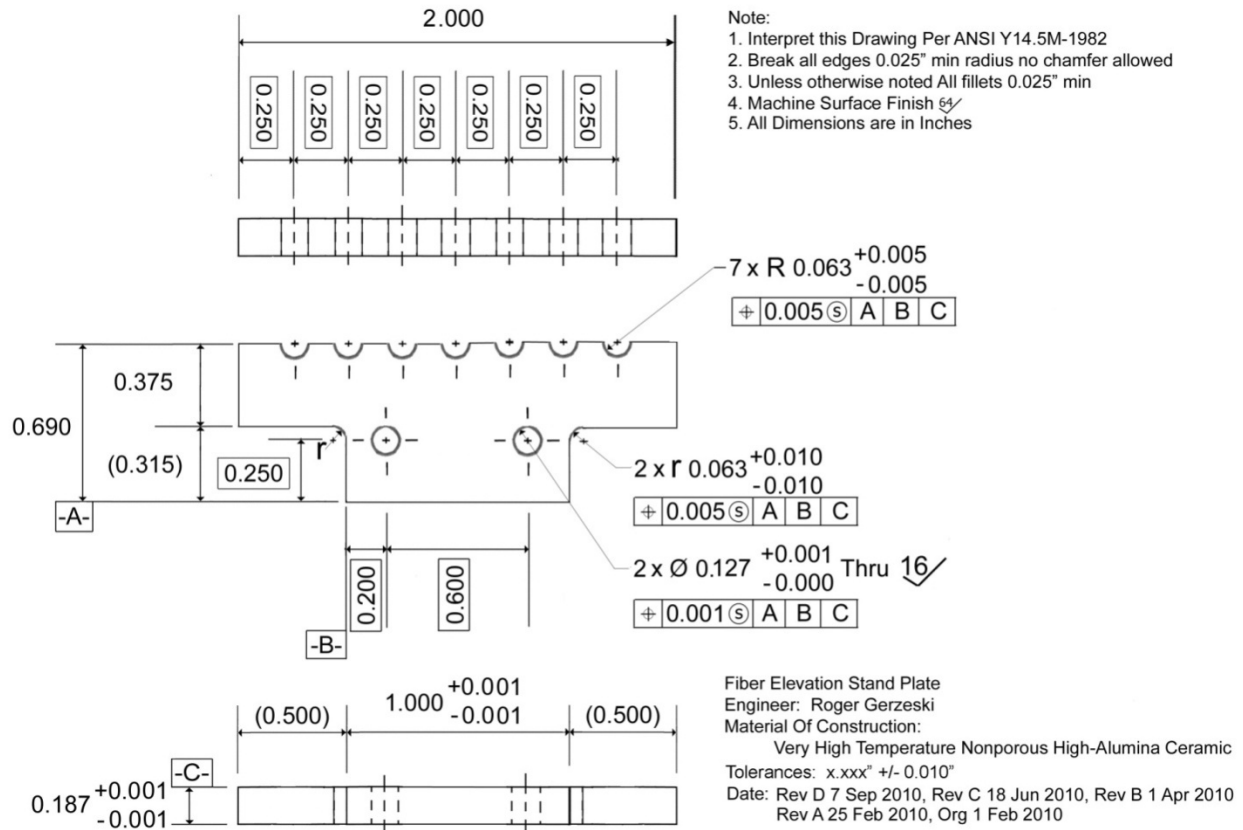 2.000
Note:
1. Interpret this Drawing Per ANSI Y14.5M-1982
2. Break all edges 0.025” min radius no chamfer allowed
3. Unless otherwise noted All fillets 0.025” min
4. Machine Surface Finish 64
5. All Dimensions are in Inches
0.250
0.250
0.250
0.250
0.250
0.250
0.250
7 x R 0.063 +0.005
-0.005
⌖ 0.005 Ⓢ A B C
0.375
0.690
(0.315)
0.250
r
-A-
2 x r 0.063 +0.010
-0.010
⌖ 0.005 Ⓢ A B C
2 x Ø 0.127 +0.001
-0.000 Thru 16
⌖ 0.001 Ⓢ A B C
0.200
0.600
-B-
(0.500)
1.000 +0.001
-0.001
(0.500)
-C-
0.187 +0.001
-0.001
Fiber Elevation Stand Plate
Engineer: Roger Gerzeski
Material Of Construction:
Very High Temperature Nonporous High-Alumina Ceramic
Tolerances: x.xxx” +/- 0.010”
Date: Rev D 7 Sep 2010, Rev C 18 Jun 2010, Rev B 1 Apr 2010
Rev A 25 Feb 2010, Org 1 Feb 2010